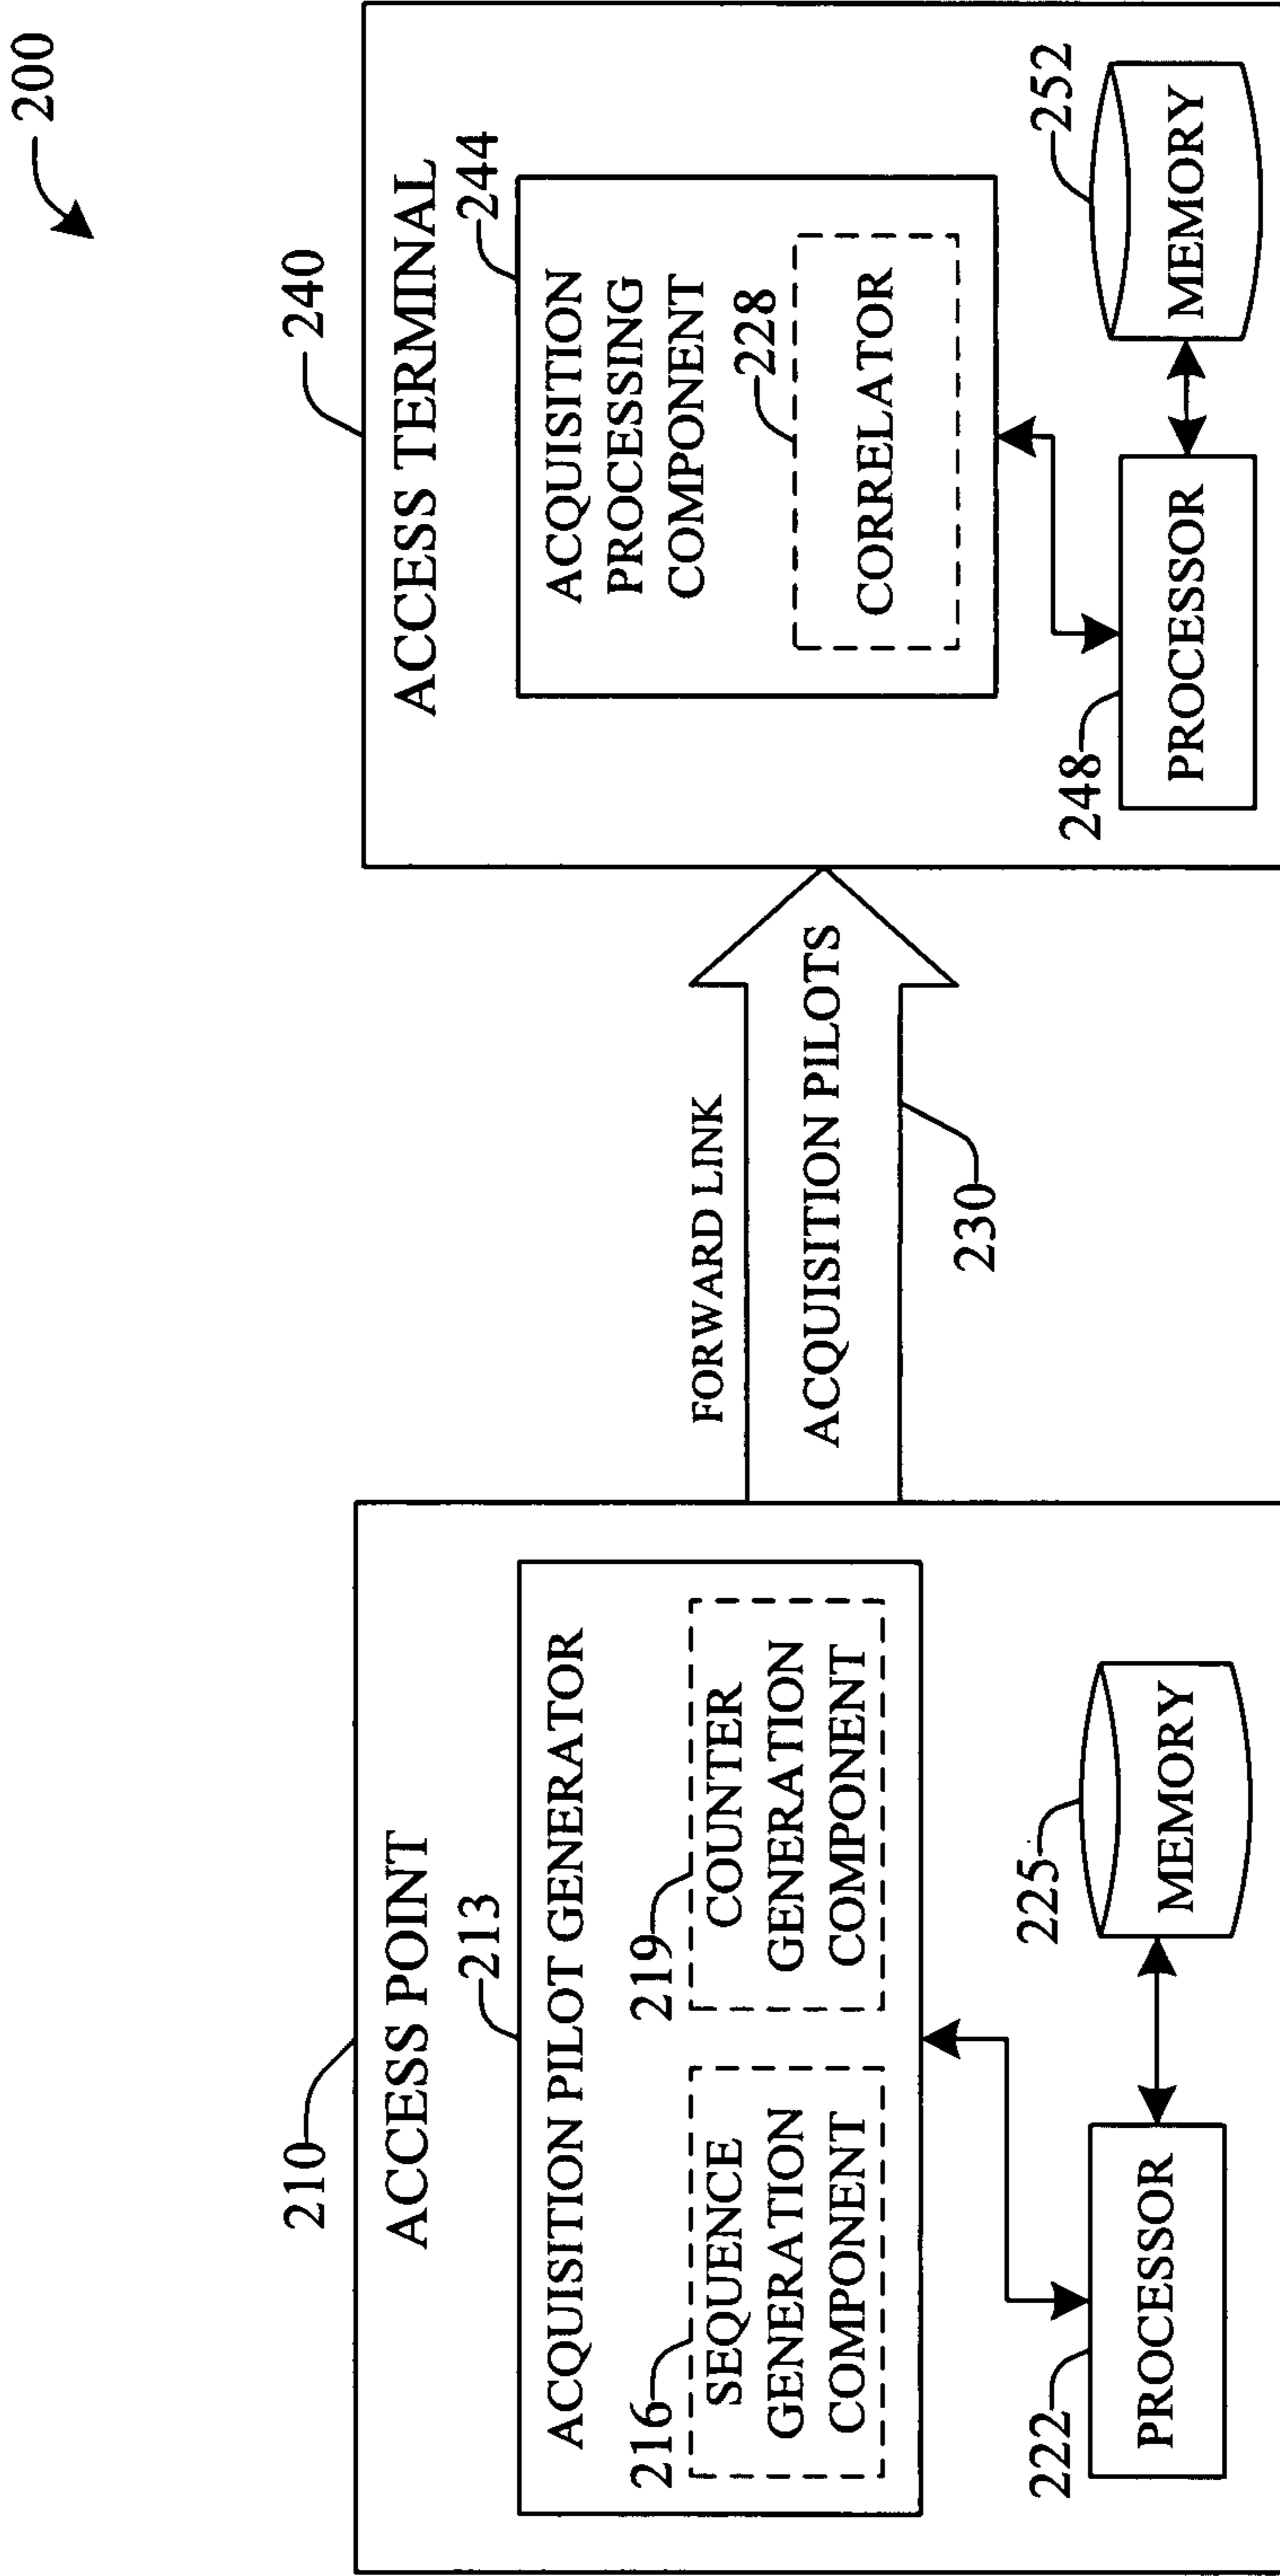 200
210
ACCESS POINT
213
ACQUISITION PILOT GENERATOR
216
SEQUENCE
GENERATION
COMPONENT
219
COUNTER
GENERATION
COMPONENT
222
PROCESSOR
225
MEMORY
FORWARD LINK
ACQUISITION PILOTS
230
240
ACCESS TERMINAL
244
ACQUISITION
PROCESSING
COMPONENT
228
CORRELATOR
248
PROCESSOR
252
MEMORY